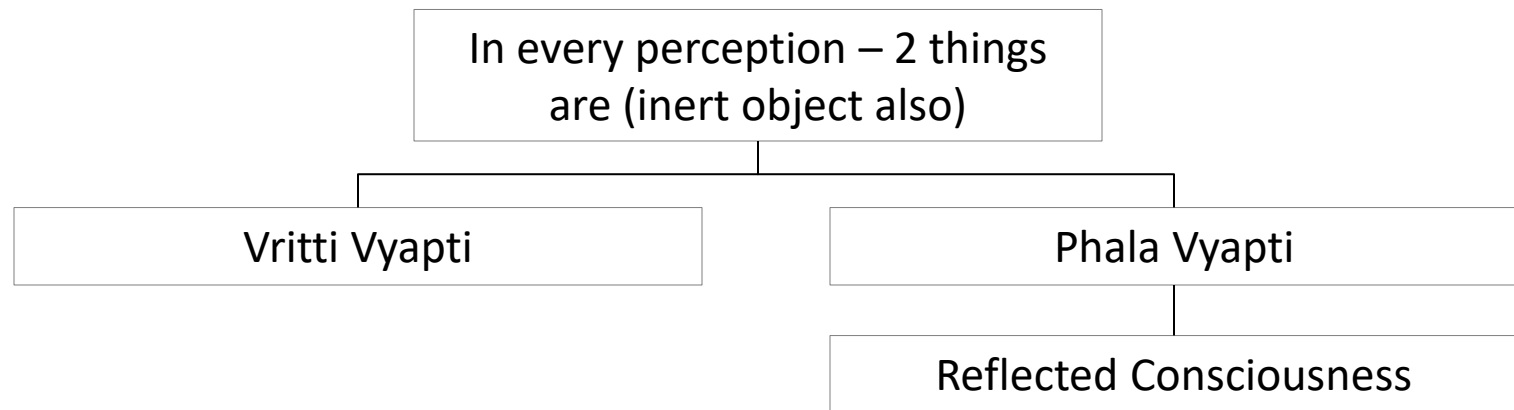 In every perception – 2 things
are (inert object also)
Vritti Vyapti
Phala Vyapti
Reflected Consciousness